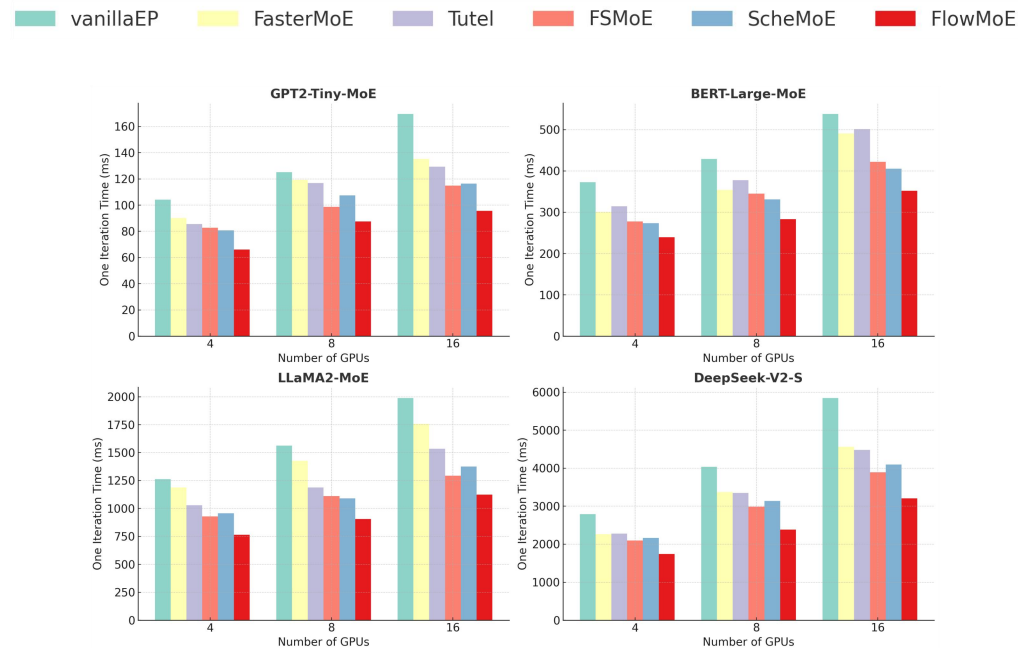 vanillaEP FasterMoE Tutel FSMoE ScheMoE FlowMoE
GPT2-Tiny-MoE
One Iteration Time (ms)
160
140
120
100
80
60
40
20
0
4 8 16
Number of GPUs
BERT-Large-MoE
One Iteration Time (ms)
500
400
300
200
100
0
4 8 16
Number of GPUs
LLaMA2-MoE
One Iteration Time (ms)
2000
1750
1500
1250
1000
750
500
250
0
4 8 16
Number of GPUs
DeepSeek-V2-S
One Iteration Time (ms)
6000
5000
4000
3000
2000
1000
0
4 8 16
Number of GPUs